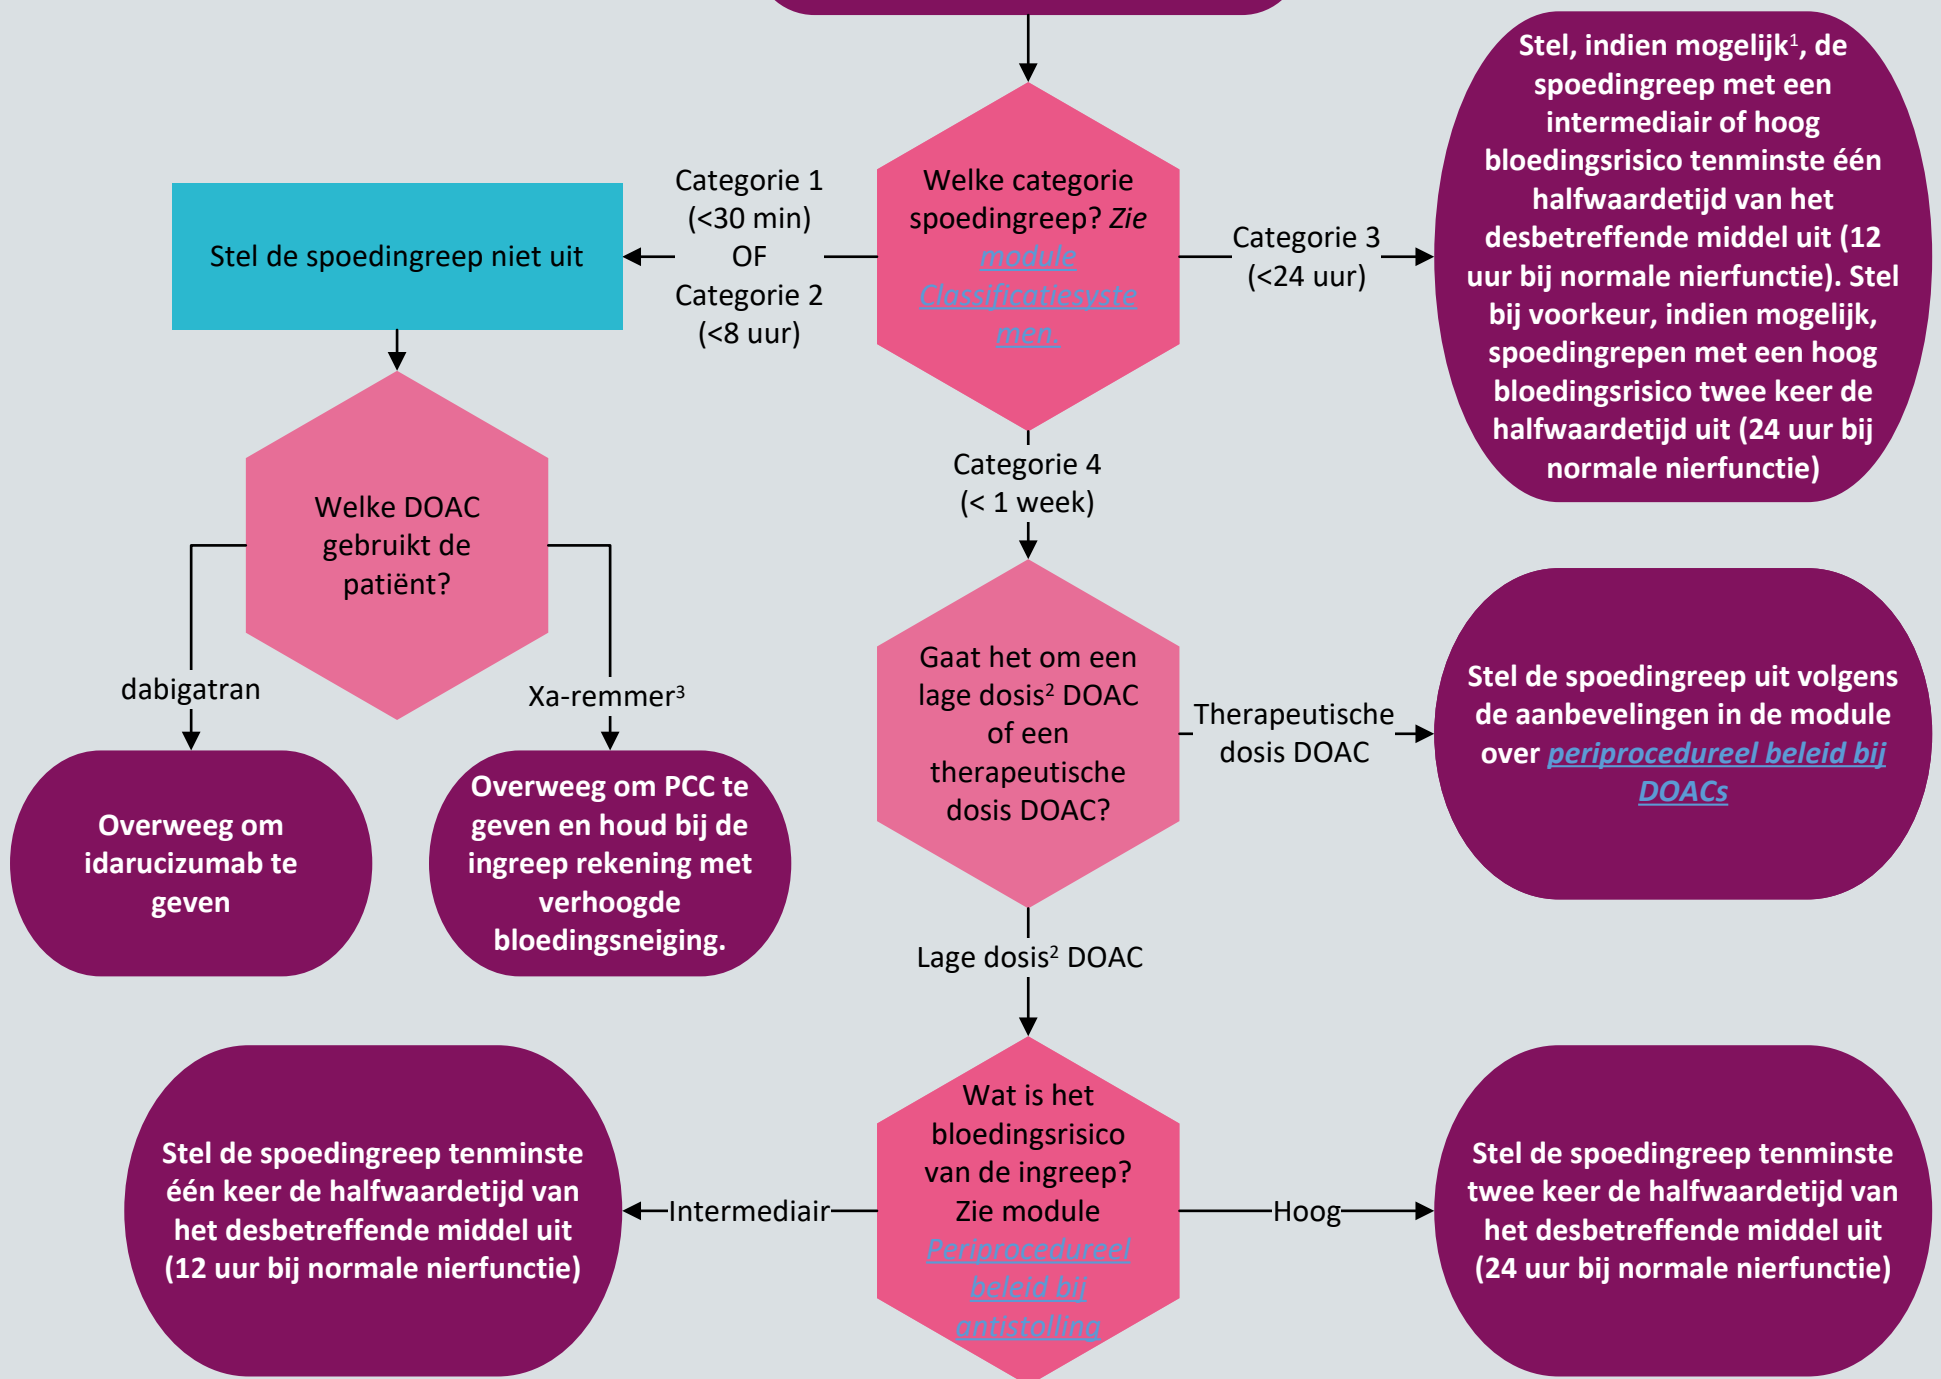 Stel, indien mogelijk¹, de
spoedingreep met een
intermediair of hoog
bloedingsrisico tenminste één
halfwaardetijd van het
desbetreffende middel uit (12
uur bij normale nierfunctie). Stel
bij voorkeur, indien mogelijk,
spoedingrepen met een hoog
bloedingsrisico twee keer de
halfwaardetijd uit (24 uur bij
normale nierfunctie)
Welke categorie
spoedingreep? Zie
module
Classificatiesyste
men.
Categorie 1
(<30 min)
OF
Categorie 2
(<8 uur)
Categorie 3
(<24 uur)
Stel de spoedingreep niet uit
Categorie 4
(< 1 week)
Welke DOAC
gebruikt de
patiënt?
dabigatran
Xa-remmer³
Gaat het om een
lage dosis² DOAC
of een
therapeutische
dosis DOAC?
Therapeutische
dosis DOAC
Stel de spoedingreep uit volgens
de aanbevelingen in de module
over periprocedureel beleid bij
DOACs
Overweeg om
idarucizumab te
geven
Overweeg om PCC te
geven en houd bij de
ingreep rekening met
verhoogde
bloedingsneiging.
Lage dosis² DOAC
Wat is het
bloedingsrisico
van de ingreep?
Zie module
Periprocedureel
beleid bij
antistolling
Intermediair
Hoog
Stel de spoedingreep tenminste
één keer de halfwaardetijd van
het desbetreffende middel uit
(12 uur bij normale nierfunctie)
Stel de spoedingreep tenminste
twee keer de halfwaardetijd van
het desbetreffende middel uit
(24 uur bij normale nierfunctie)